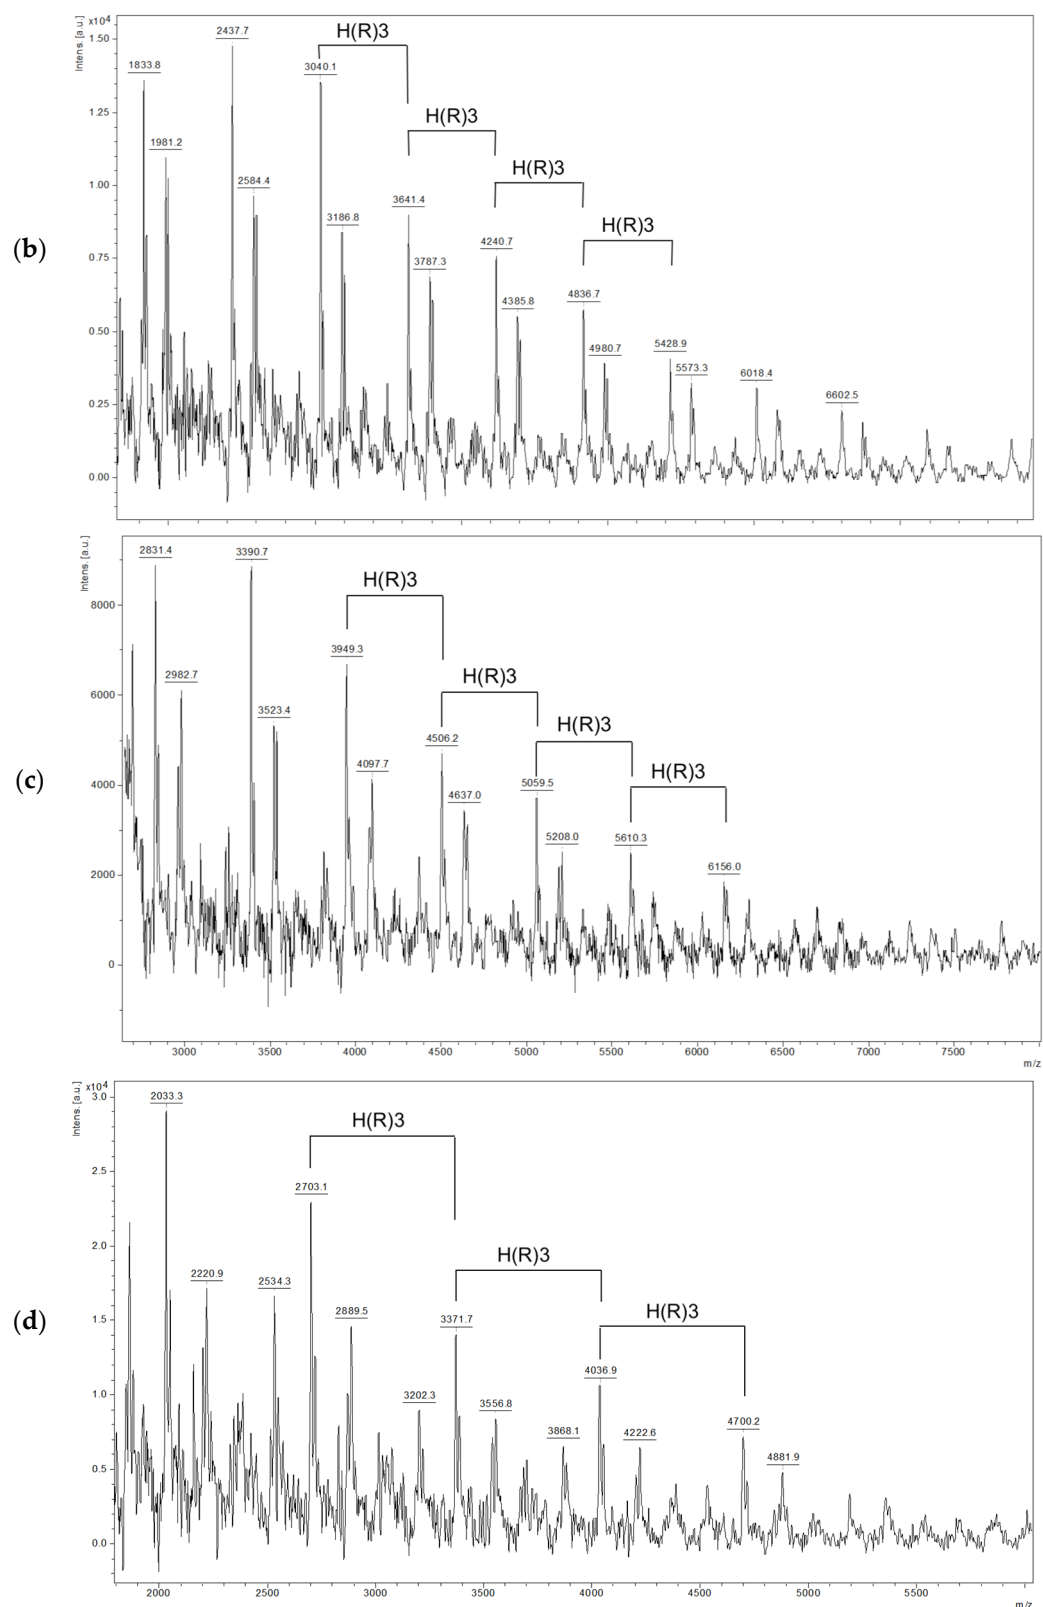 Intens. [a.u.]
x10⁴
1.50
1.25
1.00
0.75
0.50
0.25
0.00
(b)
1833.8
1981.2
2437.7
2584.4
3040.1
3186.8
3641.4
3787.3
4240.7
4385.8
4836.7
4980.7
5428.9
5573.3
6018.4
6602.5
H(R)3
H(R)3
H(R)3
H(R)3
Intens. [a.u.]
8000
6000
4000
2000
0
(c)
2831.4
2982.7
3390.7
3523.4
3949.3
4097.7
4506.2
4637.0
5059.5
5208.0
5610.3
6156.0
H(R)3
H(R)3
H(R)3
H(R)3
3000 3500 4000 4500 5000 5500 6000 6500 7000 7500
m/z
Intens. [a.u.]
x10⁴
3.0
2.5
2.0
1.5
1.0
0.5
0.0
(d)
2033.3
2220.9
2534.3
2703.1
2889.5
3202.3
3371.7
3556.8
3868.1
4036.9
4222.6
4700.2
4881.9
H(R)3
H(R)3
H(R)3
2000 2500 3000 3500 4000 4500 5000 5500
m/z